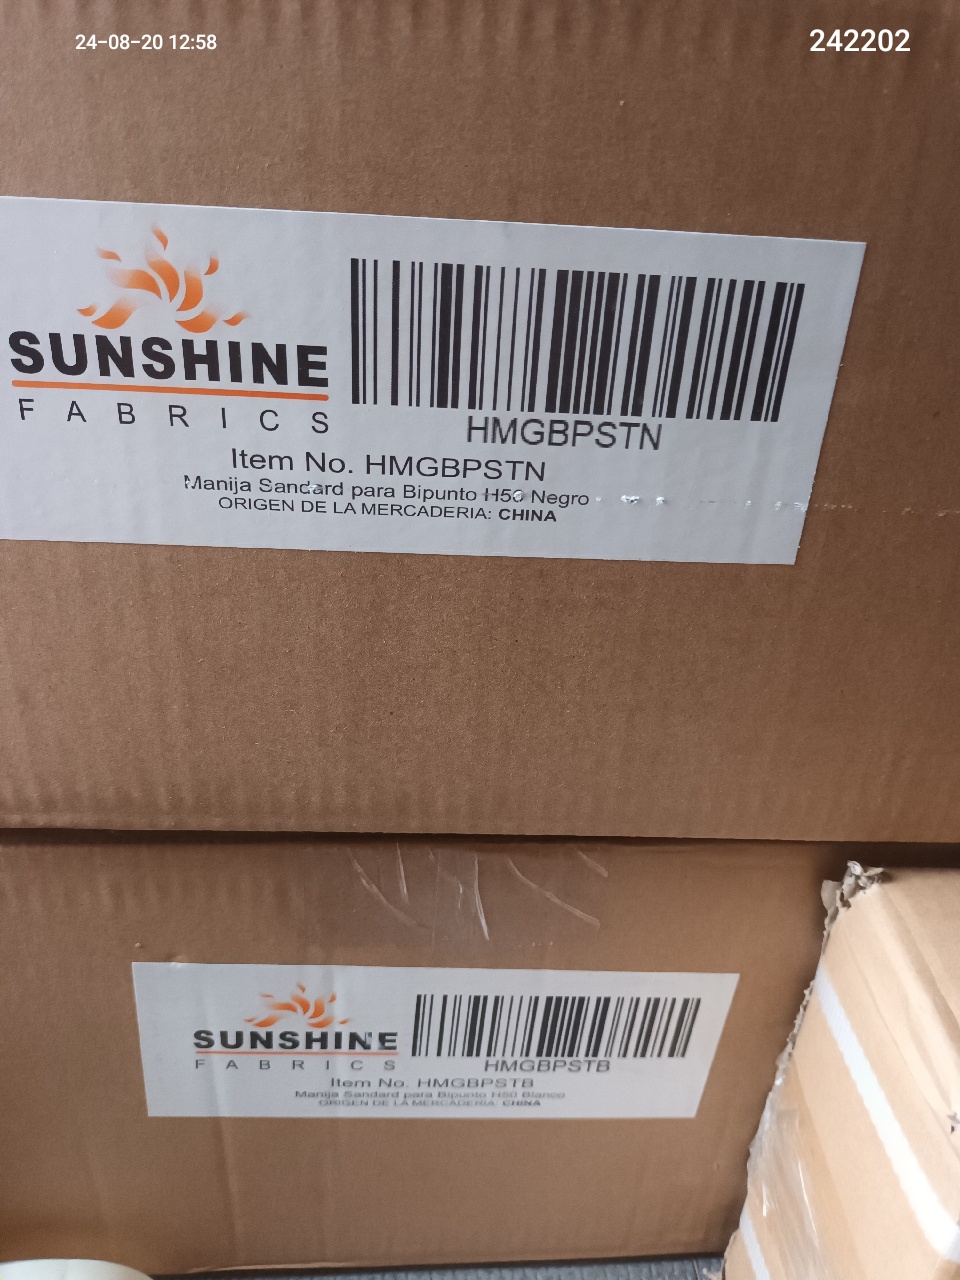 24-08-20 12:58
242202
SUNSHINE
FABRICS
HMGBPSTN
Item No. HMGBPSTN
Manija Sandard para Bipunto H50 Negro
ORIGEN DE LA MERCADERIA: CHINA
SUNSHINE
FABRICS
HMGBPSTB
Item No. HMGBPSTB
Manija Sandard para Bipunto H50 Blanco
ORIGEN DE LA MERCADERIA: CHINA